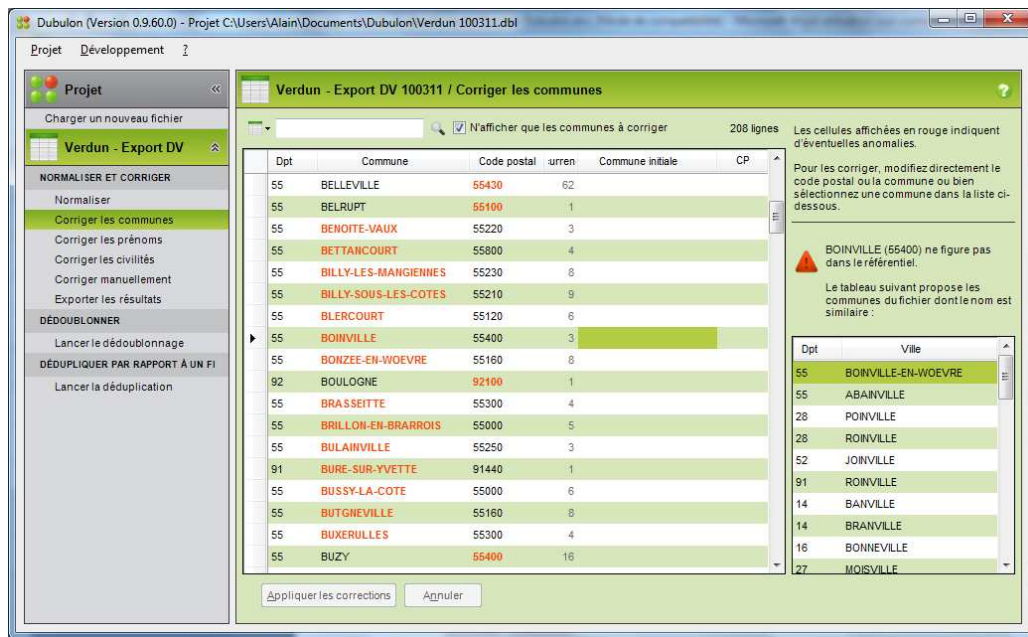 Dubulon (Version 0.9.60.0) - Projet C:\Users\Alain\Documents\Dubulon\Verdun 100311.dbl
Projet Développement ?
Projet «
Charger un nouveau fichier
Verdun - Export DV
NORMALISER ET CORRIGER
Normaliser
Corriger les communes
Corriger les prénoms
Corriger les civilités
Corriger manuellement
Exporter les résultats
DÉDOUBLONNER
Lancer le dédoublonnage
DÉDUPLIQUER PAR RAPPORT À UN FI
Lancer la déduplication
Verdun - Export DV 100311 / Corriger les communes ?
N'afficher que les communes à corriger 208 lignes
Dpt Commune Code postal :urren Commune initiale CP
55 BELLEVILLE 55430 62
55 BELRUPT 55100 1
55 BENOITE-VAUX 55220 3
55 BETTANCOURT 55800 4
55 BILLY-LES-MANGIENNES 55230 8
55 BILLY-SOUS-LES-COTES 55210 9
55 BLERCOURT 55120 6
55 BOINVILLE 55400 3
55 BONZEE-EN-WOEVRE 55160 8
92 BOULOGNE 92100 1
55 BRASSEITTE 55300 4
55 BRILLON-EN-BRARROIS 55000 5
55 BULAINVILLE 55250 3
91 BURE-SUR-YVETTE 91440 1
55 BUSSY-LA-COTE 55000 6
55 BUTGNEVILLE 55160 8
55 BUXERULLES 55300 4
55 BUZY 55400 16
Appliquer les corrections Annuler
Les cellules affichées en rouge indiquent
d'éventuelles anomalies.
Pour les corriger, modifiez directement le
code postal ou la commune ou bien
sélectionnez une commune dans la liste ci-
dessous.
BOINVILLE (55400) ne figure pas
dans le référentiel.
Le tableau suivant propose les
communes du fichier dont le nom est
similaire :
Dpt Ville
55 BOINVILLE-EN-WOEVRE
55 ABAINVILLE
28 POINVILLE
28 ROINVILLE
52 JOINVILLE
91 ROINVILLE
14 BANVILLE
14 BRANVILLE
16 BONNEVILLE
27 MOISVILLE